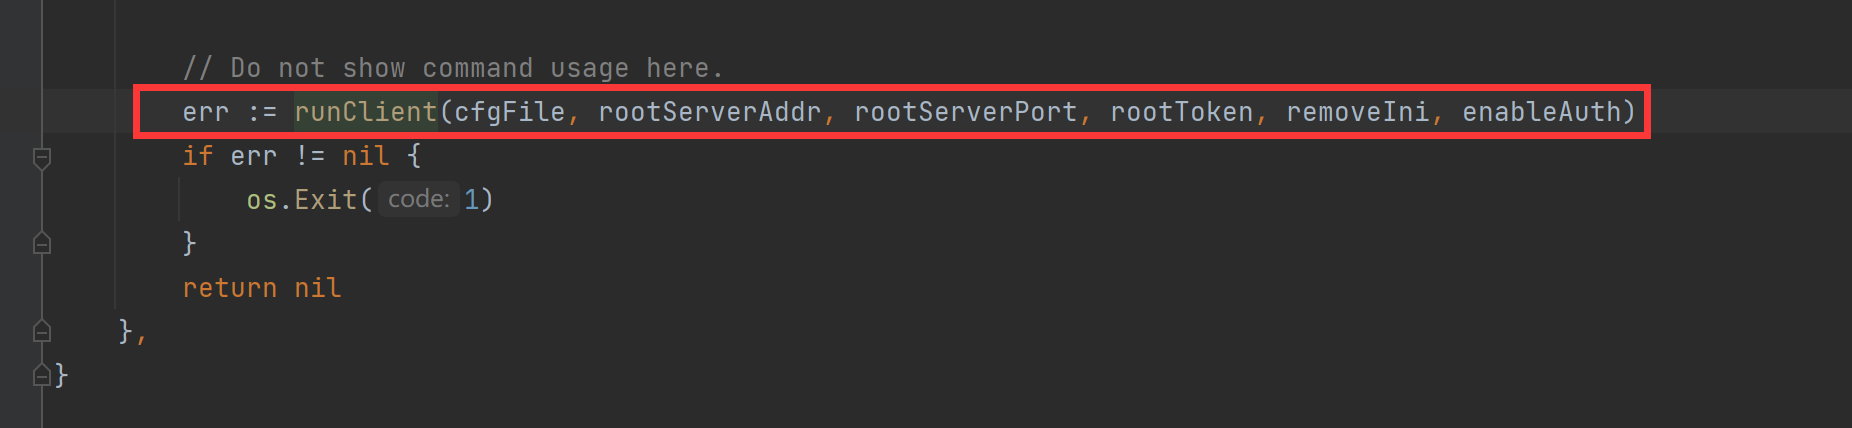 // Do not show command usage here.
err := runClient(cfgFile, rootServerAddr, rootServerPort, rootToken, removeIni, enableAuth)
if err != nil {
os.Exit( code: 1)
}
return nil
},
}